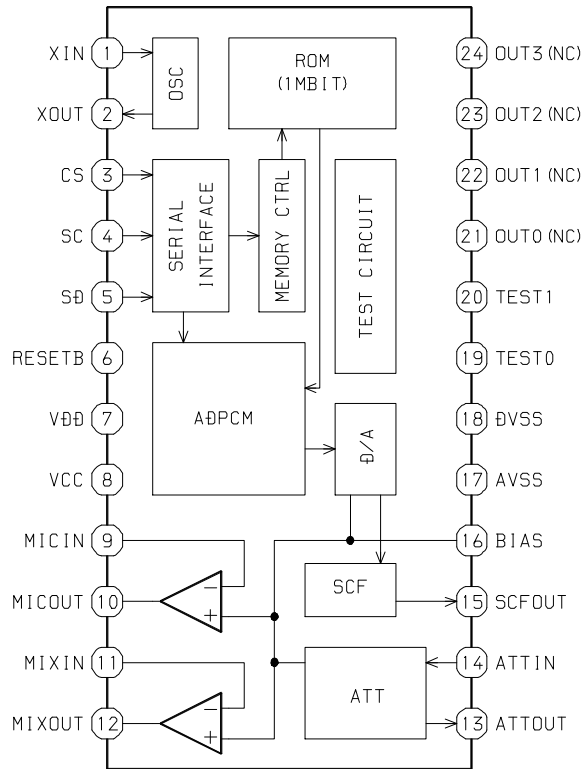 XIN 1
OSC
XOUT 2
CS 3
SC 4
SD 5
SERIAL
INTERFACE
MEMORY CTRL
ROM
(1MBIT)
TEST CIRCUIT
RESETB 6
VDD 7
VCC 8
ADPCM
D/A
SCF
MICIN 9
MICOUT 10
−
+
MIXIN 11
MIXOUT 12
−
+
ATT
24 OUT3(NC)
23 OUT2(NC)
22 OUT1(NC)
21 OUT0(NC)
20 TEST1
19 TEST0
18 DVSS
17 AVSS
16 BIAS
15 SCFOUT
14 ATTIN
13 ATTOUT